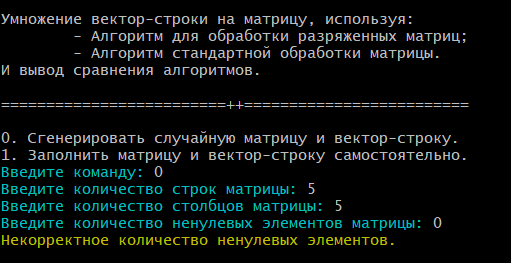 Умножение вектор-строки на матрицу, используя:
- Алгоритм для обработки разряженных матриц;
- Алгоритм стандартной обработки матрицы.
И вывод сравнения алгоритмов.
=========================++=========================
0. Сгенерировать случайную матрицу и вектор-строку.
1. Заполнить матрицу и вектор-строку самостоятельно.
Введите команду: 0
Введите количество строк матрицы: 5
Введите количество столбцов матрицы: 5
Введите количество ненулевых элементов матрицы: 0
Некорректное количество ненулевых элементов.